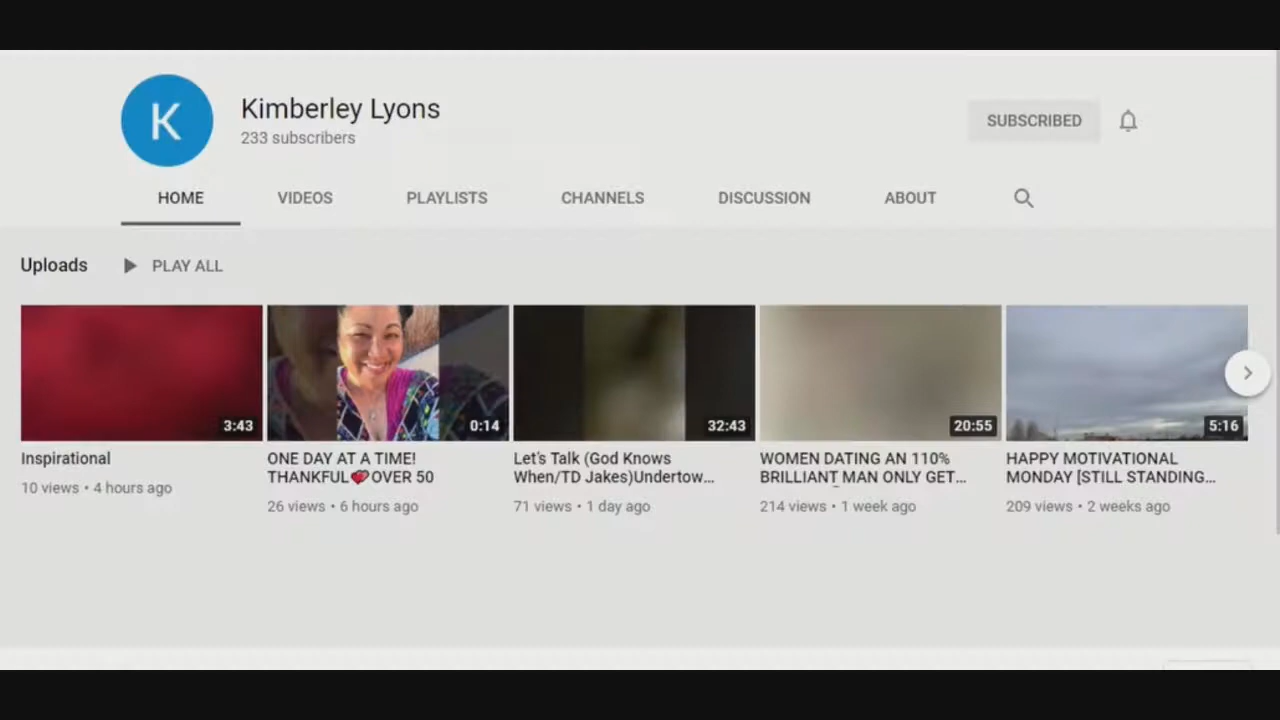 K
Kimberley Lyons
233 subscribers
SUBSCRIBED
HOME
VIDEOS
PLAYLISTS
CHANNELS
DISCUSSION
ABOUT
Uploads
PLAY ALL
3:43
0:14
32:43
20:55
5:16
Inspirational
10 views • 4 hours ago
ONE DAY AT A TIME!
THANKFUL💞OVER 50
26 views • 6 hours ago
Let's Talk (God Knows
When/TD Jakes)Undertow...
71 views • 1 day ago
WOMEN DATING AN 110%
BRILLIANT MAN ONLY GET...
214 views • 1 week ago
HAPPY MOTIVATIONAL
MONDAY [STILL STANDING...
209 views • 2 weeks ago